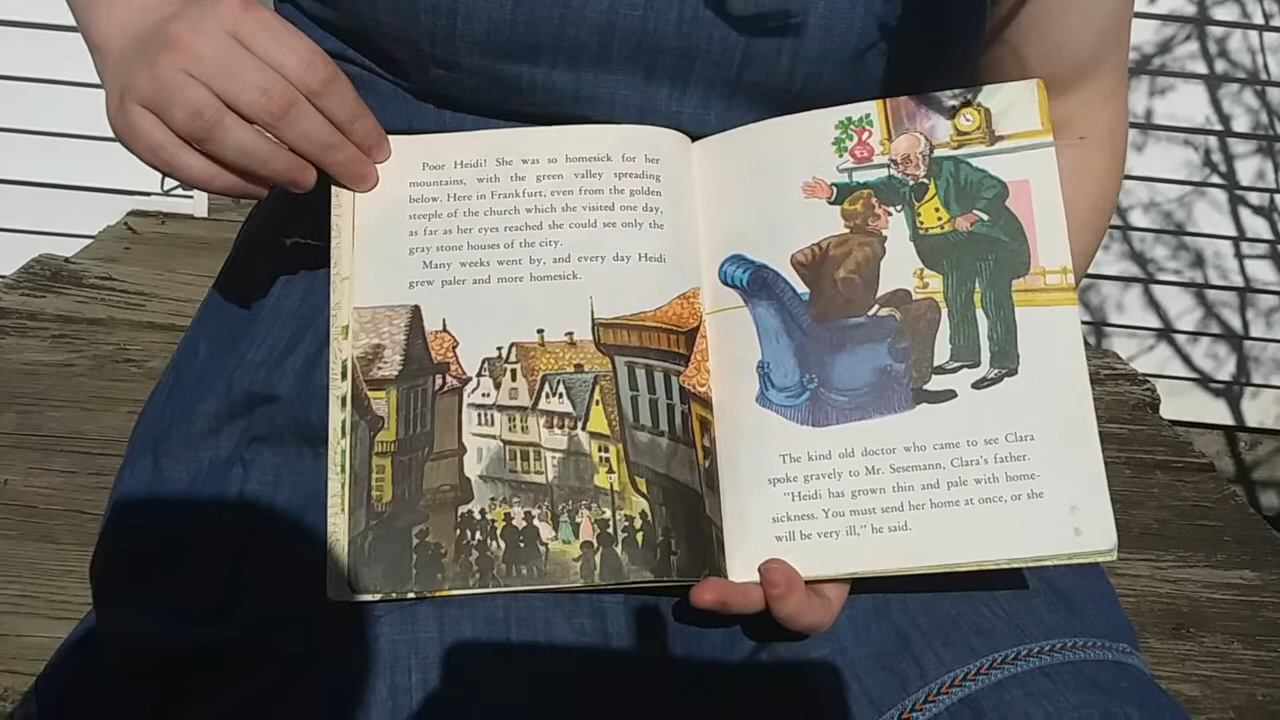 Poor Heidi! She was so homesick for her
mountains, with the green valley spreading
below. Here in Frankfurt, even from the golden
steeple of the church which she visited one day,
as far as her eyes reached she could see only the
gray stone houses of the city.
Many weeks went by, and every day Heidi
grew paler and more homesick.
The kind old doctor who came to see Clara
spoke gravely to Mr. Sesemann, Clara's father.
"Heidi has grown thin and pale with home-
sickness. You must send her home at once, or she
will be very ill," he said.